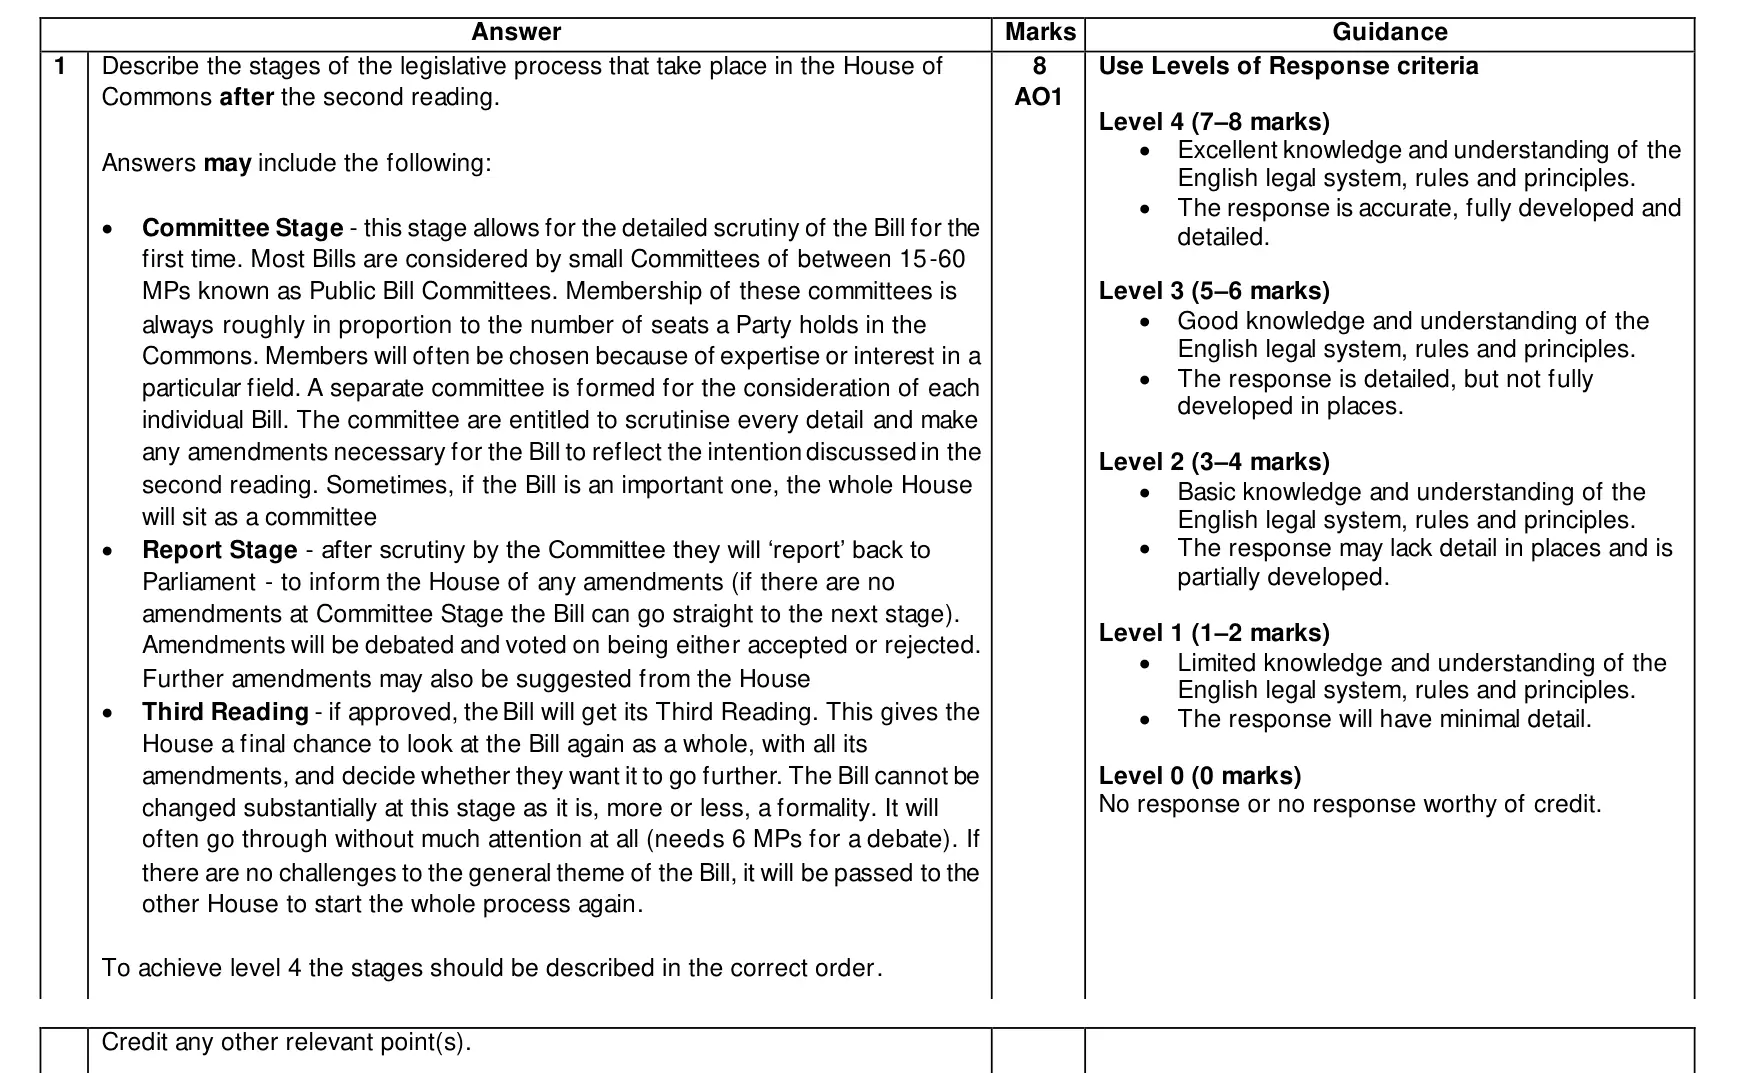 Answer Marks Guidance
1 Describe the stages of the legislative process that take place in the House of
Commons after the second reading.
Answers may include the following:
• Committee Stage - this stage allows for the detailed scrutiny of the Bill for the
first time. Most Bills are considered by small Committees of between 15-60
MPs known as Public Bill Committees. Membership of these committees is
always roughly in proportion to the number of seats a Party holds in the
Commons. Members will often be chosen because of expertise or interest in a
particular field. A separate committee is formed for the consideration of each
individual Bill. The committee are entitled to scrutinise every detail and make
any amendments necessary for the Bill to reflect the intention discussed in the
second reading. Sometimes, if the Bill is an important one, the whole House
will sit as a committee
• Report Stage - after scrutiny by the Committee they will ‘report’ back to
Parliament - to inform the House of any amendments (if there are no
amendments at Committee Stage the Bill can go straight to the next stage).
Amendments will be debated and voted on being either accepted or rejected.
Further amendments may also be suggested from the House
• Third Reading - if approved, the Bill will get its Third Reading. This gives the
House a final chance to look at the Bill again as a whole, with all its
amendments, and decide whether they want it to go further. The Bill cannot be
changed substantially at this stage as it is, more or less, a formality. It will
often go through without much attention at all (needs 6 MPs for a debate). If
there are no challenges to the general theme of the Bill, it will be passed to the
other House to start the whole process again.
To achieve level 4 the stages should be described in the correct order.
8
AO1
Use Levels of Response criteria
Level 4 (7–8 marks)
• Excellent knowledge and understanding of the
English legal system, rules and principles.
• The response is accurate, fully developed and
detailed.
Level 3 (5–6 marks)
• Good knowledge and understanding of the
English legal system, rules and principles.
• The response is detailed, but not fully
developed in places.
Level 2 (3–4 marks)
• Basic knowledge and understanding of the
English legal system, rules and principles.
• The response may lack detail in places and is
partially developed.
Level 1 (1–2 marks)
• Limited knowledge and understanding of the
English legal system, rules and principles.
• The response will have minimal detail.
Level 0 (0 marks)
No response or no response worthy of credit.
Credit any other relevant point(s).